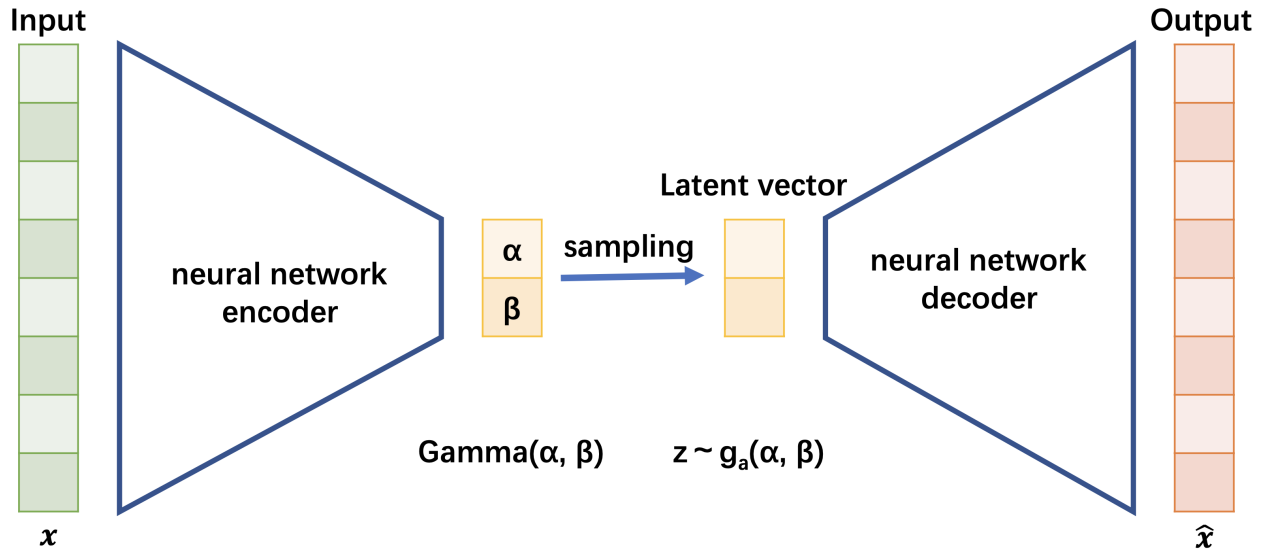 Input
Output
Latent vector
α
sampling
β
neural network
encoder
neural network
decoder
Gamma(α, β)
z ~ gₐ(α, β)
x
x̂